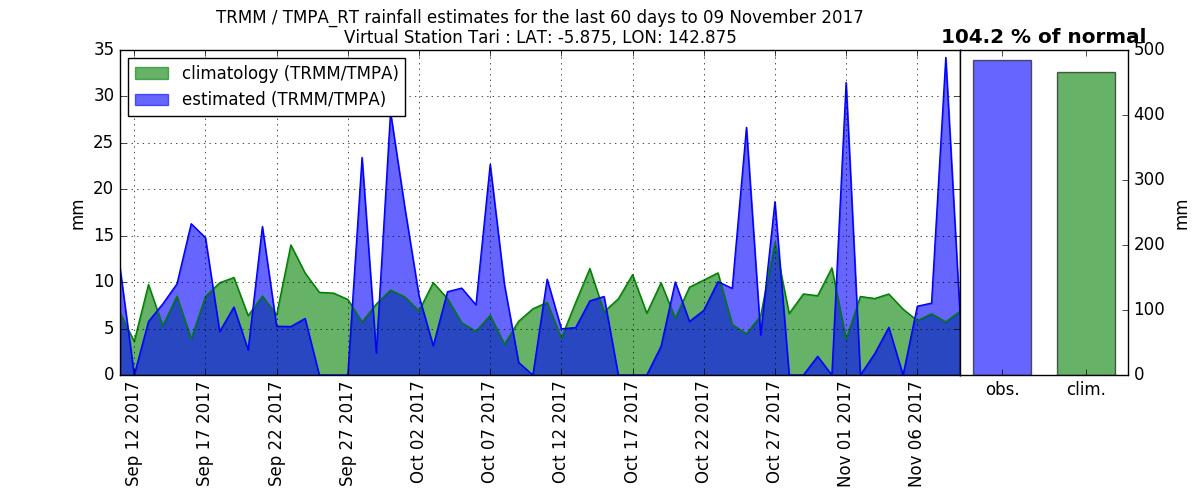 TRMM / TMPA_RT rainfall estimates for the last 60 days to 09 November 2017
Virtual Station Tari : LAT: -5.875, LON: 142.875
104.2 % of normal
climatology (TRMM/TMPA)
estimated (TRMM/TMPA)
mm
35
30
25
20
15
10
5
0
Sep 12 2017
Sep 17 2017
Sep 22 2017
Sep 27 2017
Oct 02 2017
Oct 07 2017
Oct 12 2017
Oct 17 2017
Oct 22 2017
Oct 27 2017
Nov 01 2017
Nov 06 2017
obs.
clim.
500
400
300
200
100
0
mm